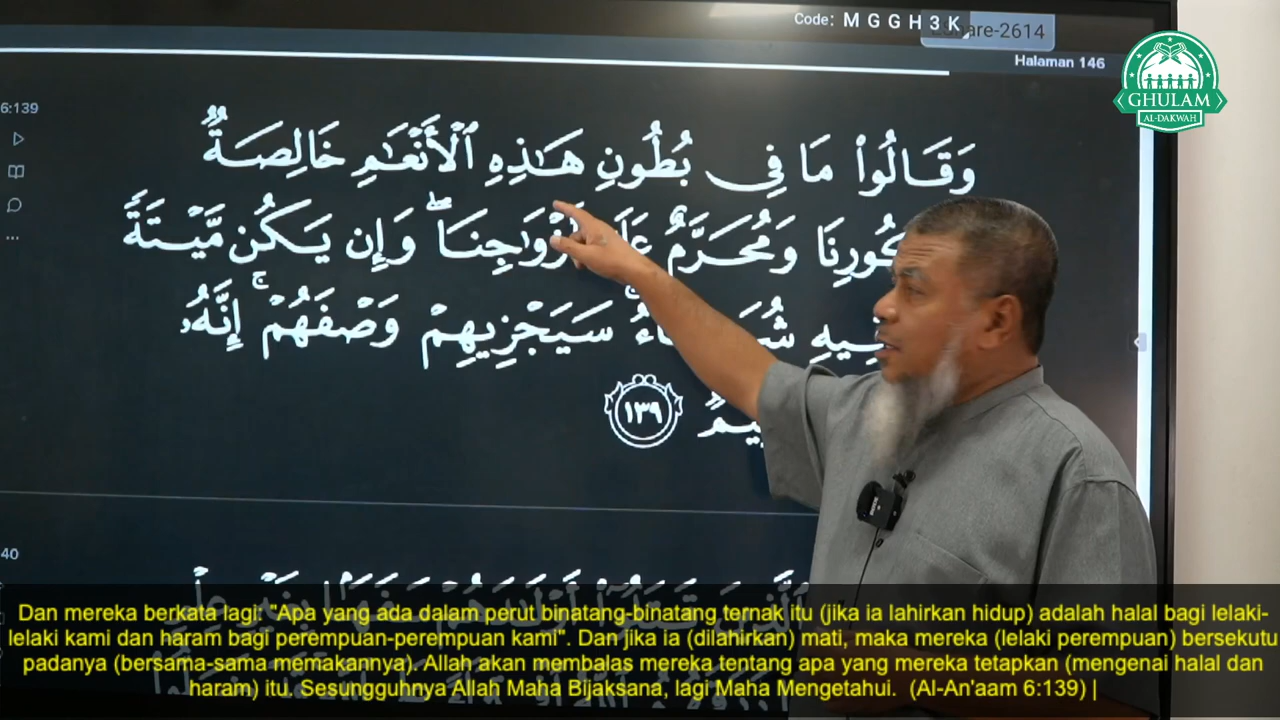 Code: M G G H 3 K
Share-2614
Halaman 146
GHULAM
AL-DAKWAH
6:139
وَقَالُوا۟ مَا فِى بُطُونِ هَـٰذِهِ ٱلْأَنْعَـٰمِ خَالِصَةٌ
وَمُحَرَّمٌ عَلَىٰٓ أَزْوَٰجِنَا ۖ وَإِن يَكُن مَّيْتَةً
سَيَجْزِيهِمْ وَصْفَهُمْ ۚ إِنَّهُۥ
١٣٩
40
Dan mereka berkata lagi: "Apa yang ada dalam perut binatang-binatang ternak itu (jika ia lahirkan hidup) adalah halal bagi lelaki-
lelaki kami dan haram bagi perempuan-perempuan kami". Dan jika ia (dilahirkan) mati, maka mereka (lelaki perempuan) bersekutu
padanya (bersama-sama memakannya). Allah akan membalas mereka tentang apa yang mereka tetapkan (mengenai halal dan
haram) itu. Sesungguhnya Allah Maha Bijaksana, lagi Maha Mengetahui. (Al-An'aam 6:139) |